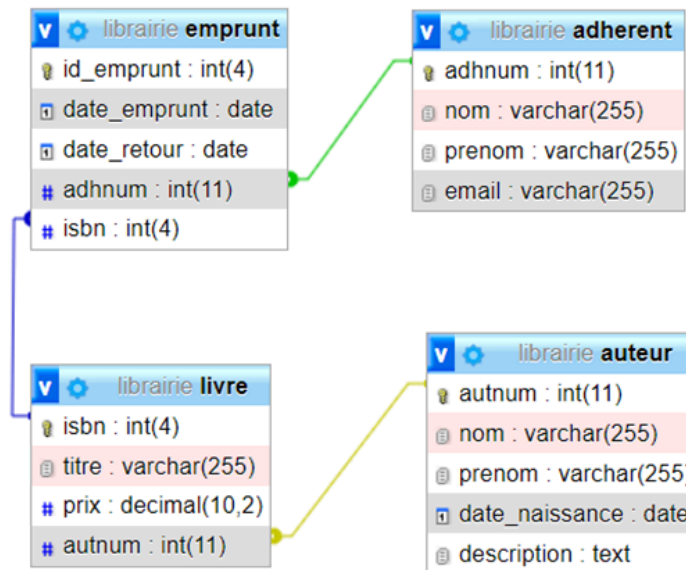 librairie emprunt
id_emprunt : int(4)
date_emprunt : date
date_retour : date
adhnum : int(11)
isbn : int(4)
librairie adherent
adhnum : int(11)
nom : varchar(255)
prenom : varchar(255)
email : varchar(255)
librairie livre
isbn : int(4)
titre : varchar(255)
prix : decimal(10,2)
autnum : int(11)
librairie auteur
autnum : int(11)
nom : varchar(255)
prenom : varchar(255)
date_naissance : date
description : text